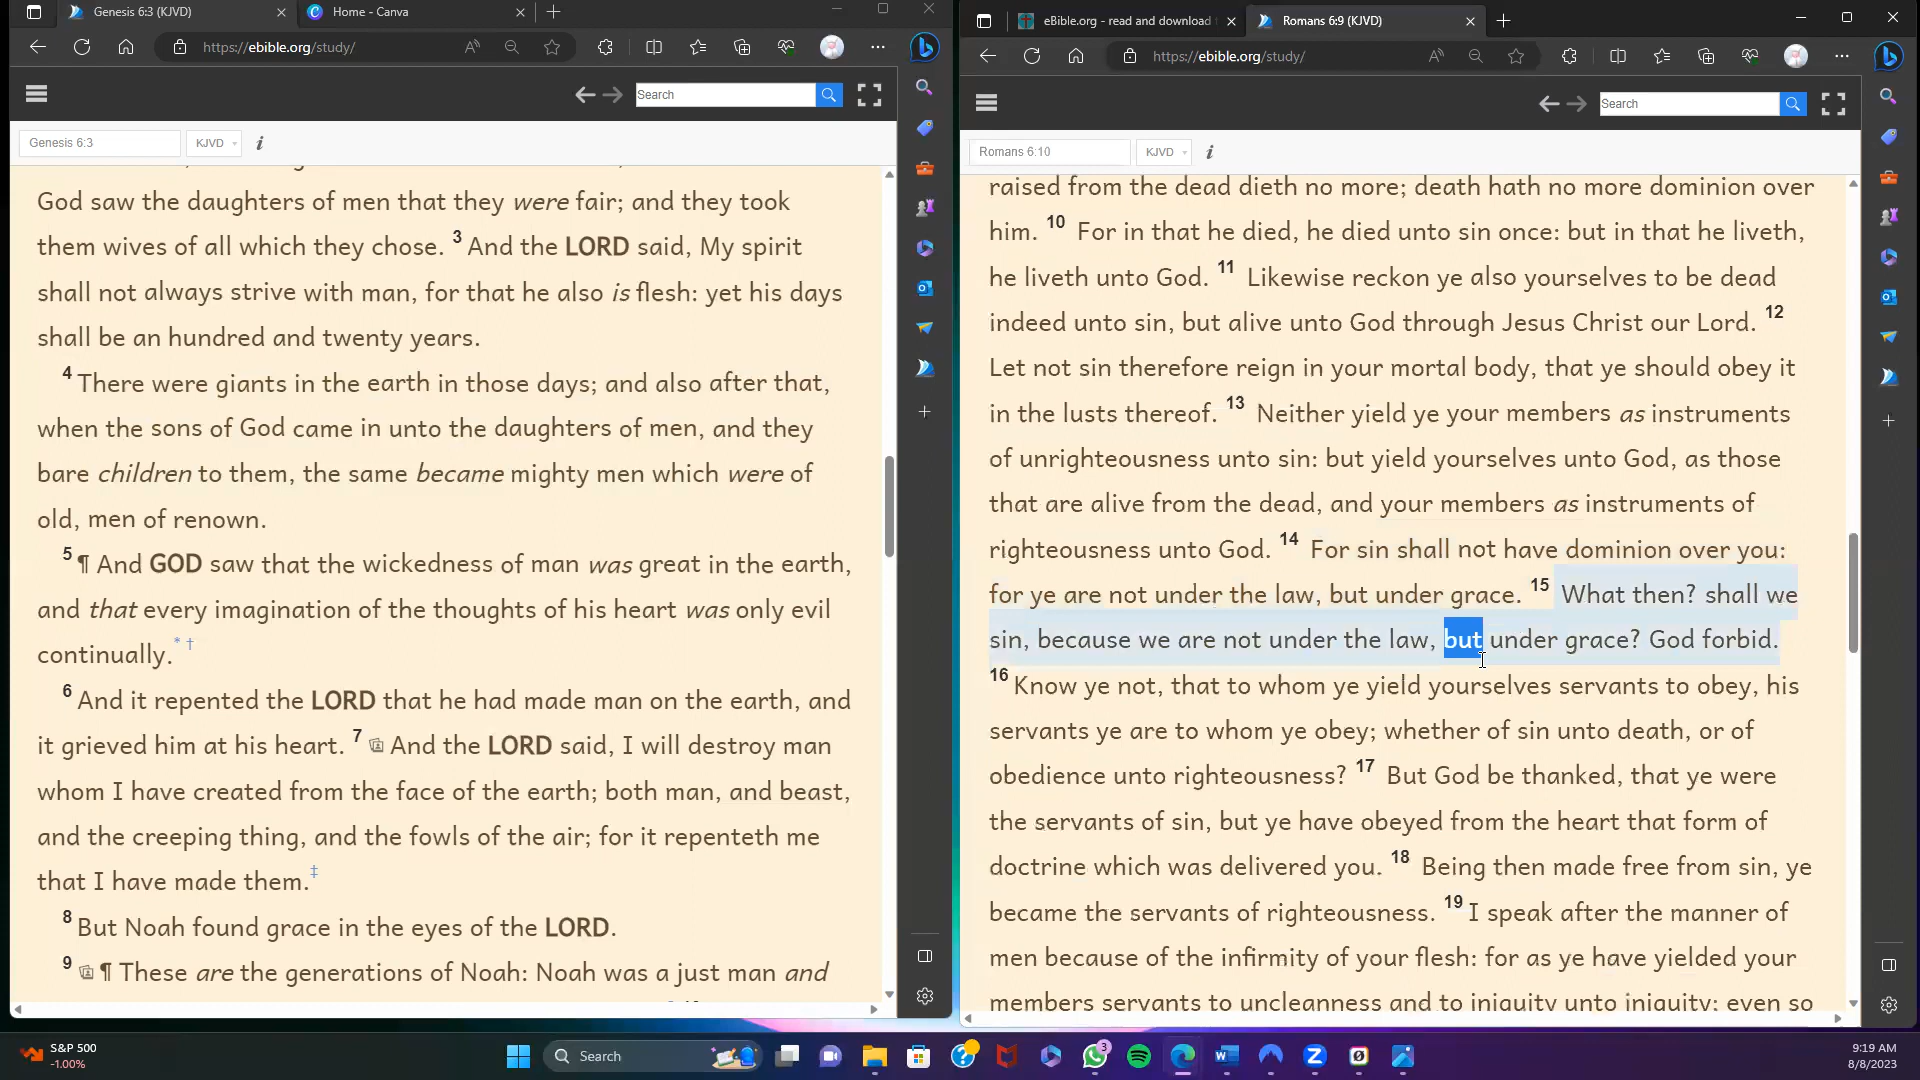 Genesis 6:3 (KJVD)
Home - Canva
https://ebible.org/study/
Search
Genesis 6:3
KJVD
i
God saw the daughters of men that they were fair; and they took
them wives of all which they chose. 3 And the LORD said, My spirit
shall not always strive with man, for that he also is flesh: yet his days
shall be an hundred and twenty years.
4 There were giants in the earth in those days; and also after that,
when the sons of God came in unto the daughters of men, and they
bare children to them, the same became mighty men which were of
old, men of renown.
5 ¶ And GOD saw that the wickedness of man was great in the earth,
and that every imagination of the thoughts of his heart was only evil
continually. * †
6 And it repented the LORD that he had made man on the earth, and
it grieved him at his heart. 7 And the LORD said, I will destroy man
whom I have created from the face of the earth; both man, and beast,
and the creeping thing, and the fowls of the air; for it repenteth me
that I have made them. ‡
8 But Noah found grace in the eyes of the LORD.
9 ¶ These are the generations of Noah: Noah was a just man and
eBible.org - read and download
Romans 6:9 (KJVD)
https://ebible.org/study/
Search
Romans 6:10
KJVD
i
raised from the dead dieth no more; death hath no more dominion over
him. 10 For in that he died, he died unto sin once: but in that he liveth,
he liveth unto God. 11 Likewise reckon ye also yourselves to be dead
indeed unto sin, but alive unto God through Jesus Christ our Lord. 12
Let not sin therefore reign in your mortal body, that ye should obey it
in the lusts thereof. 13 Neither yield ye your members as instruments
of unrighteousness unto sin: but yield yourselves unto God, as those
that are alive from the dead, and your members as instruments of
righteousness unto God. 14 For sin shall not have dominion over you:
for ye are not under the law, but under grace. 15 What then? shall we
sin, because we are not under the law, but under grace? God forbid.
16 Know ye not, that to whom ye yield yourselves servants to obey, his
servants ye are to whom ye obey; whether of sin unto death, or of
obedience unto righteousness? 17 But God be thanked, that ye were
the servants of sin, but ye have obeyed from the heart that form of
doctrine which was delivered you. 18 Being then made free from sin, ye
became the servants of righteousness. 19 I speak after the manner of
men because of the infirmity of your flesh: for as ye have yielded your
members servants to uncleanness and to iniquity unto iniquity; even so
S&P 500
-1.00%
Search
3
9:19 AM
8/8/2023